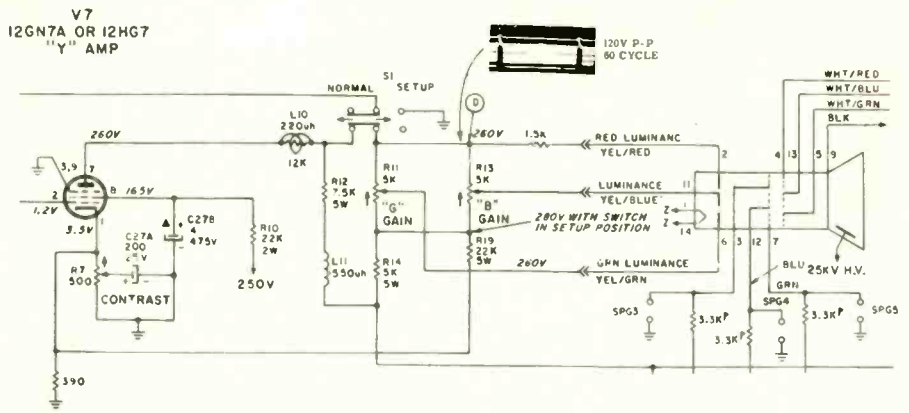 V7
12GN7A OR 12HG7
"Y" AMP
120V P-P
60 CYCLE
S1
NORMAL
SETUP
D
WHT/RED
WHT/BLU
WHT/GRN
BLK
260V
L10
220uh
12K
260V
1.5K
RED LUMINANC
YEL/RED
2
4
13
5
9
3,9
7
2
8
165V
1.2V
3.5V
1
R12
7.5K
5W
R11
5K
"G"
GAIN
R13
5K
"B"
GAIN
LUMINANCE
YEL/BLUE
11
1
Z
Z
14
280V WITH SWITCH
IN SETUP POSITION
C27B
4
475V
C27A
200
R7
500
CONTRAST
R10
22K
2W
250V
L11
550uh
R14
5K
5W
R19
22K
5W
260V
GRN LUMINANCE
YEL/GRN
6
3
12
7
BLU
GRN
25KV H.V.
SPG3
3.3K
SPG4
3.3K
3.3K
SPG5
390